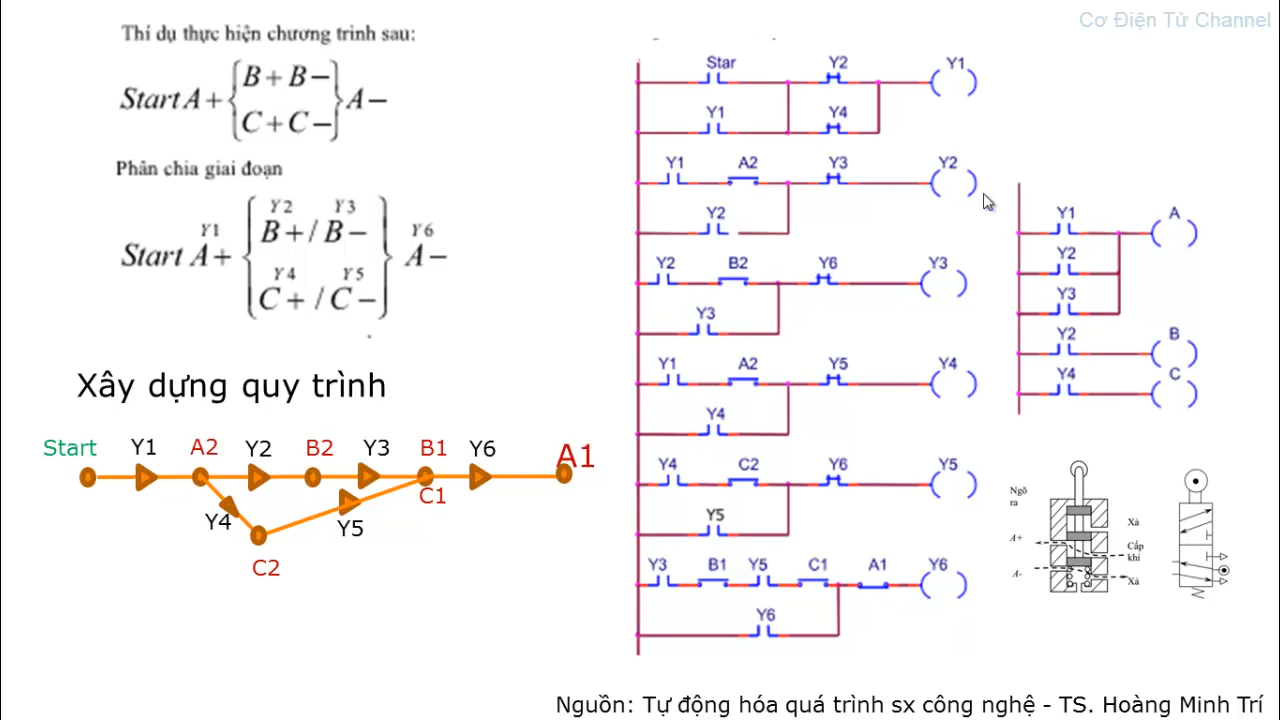 Cơ Điện Tử Channel
Thí dụ thực hiện chương trình sau:
Start A + { B + B − } A −
C + C −
Phân chia giai đoạn
Y2 Y3
Y1 Y6
Start A + { B + / B − } A −
Y4 Y5
C + / C −
Xây dựng quy trình
Start Y1 A2 Y2 B2 Y3 B1 Y6 A1
C1
Y4 Y5
C2
Star Y2 Y1
Y1 Y4
Y1 A2 Y3 Y2
Y2
Y2 B2 Y6 Y3
Y3
Y1 A2 Y5 Y4
Y4
Y4 C2 Y6 Y5
Y5
Y3 B1 Y5 C1 A1 Y6
Y6
Y1 A
Y2
Y3
Y2 B
Y4 C
Ngõ
ra
Xả
A+
Cấp
khí
A-
Xả
Nguồn: Tự động hóa quá trình sx công nghệ - TS. Hoàng Minh Trí